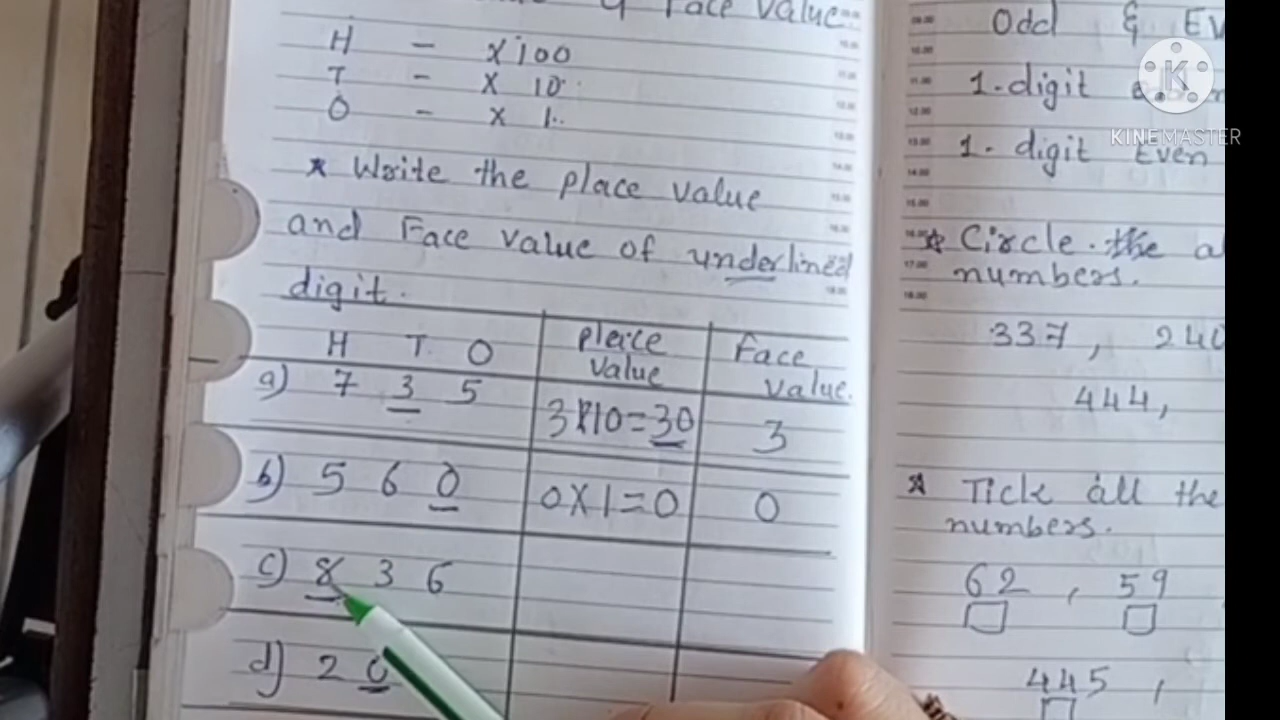 & Face Value
H - X 100
T - X 10
O - X 1
* Write the place value
and Face value of underlined
digit.
H T O Place Value Face Value.
a) 7 3 5 3X10=30 3
b) 5 6 0 0X1=0 0
c) 8 3 6
d) 2 0
Odd & Ev
1-digit
1-digit Even
* Circle the a
numbers.
337, 240
444,
* Tick all the
numbers.
62, 59
445,
K
KINEMASTER